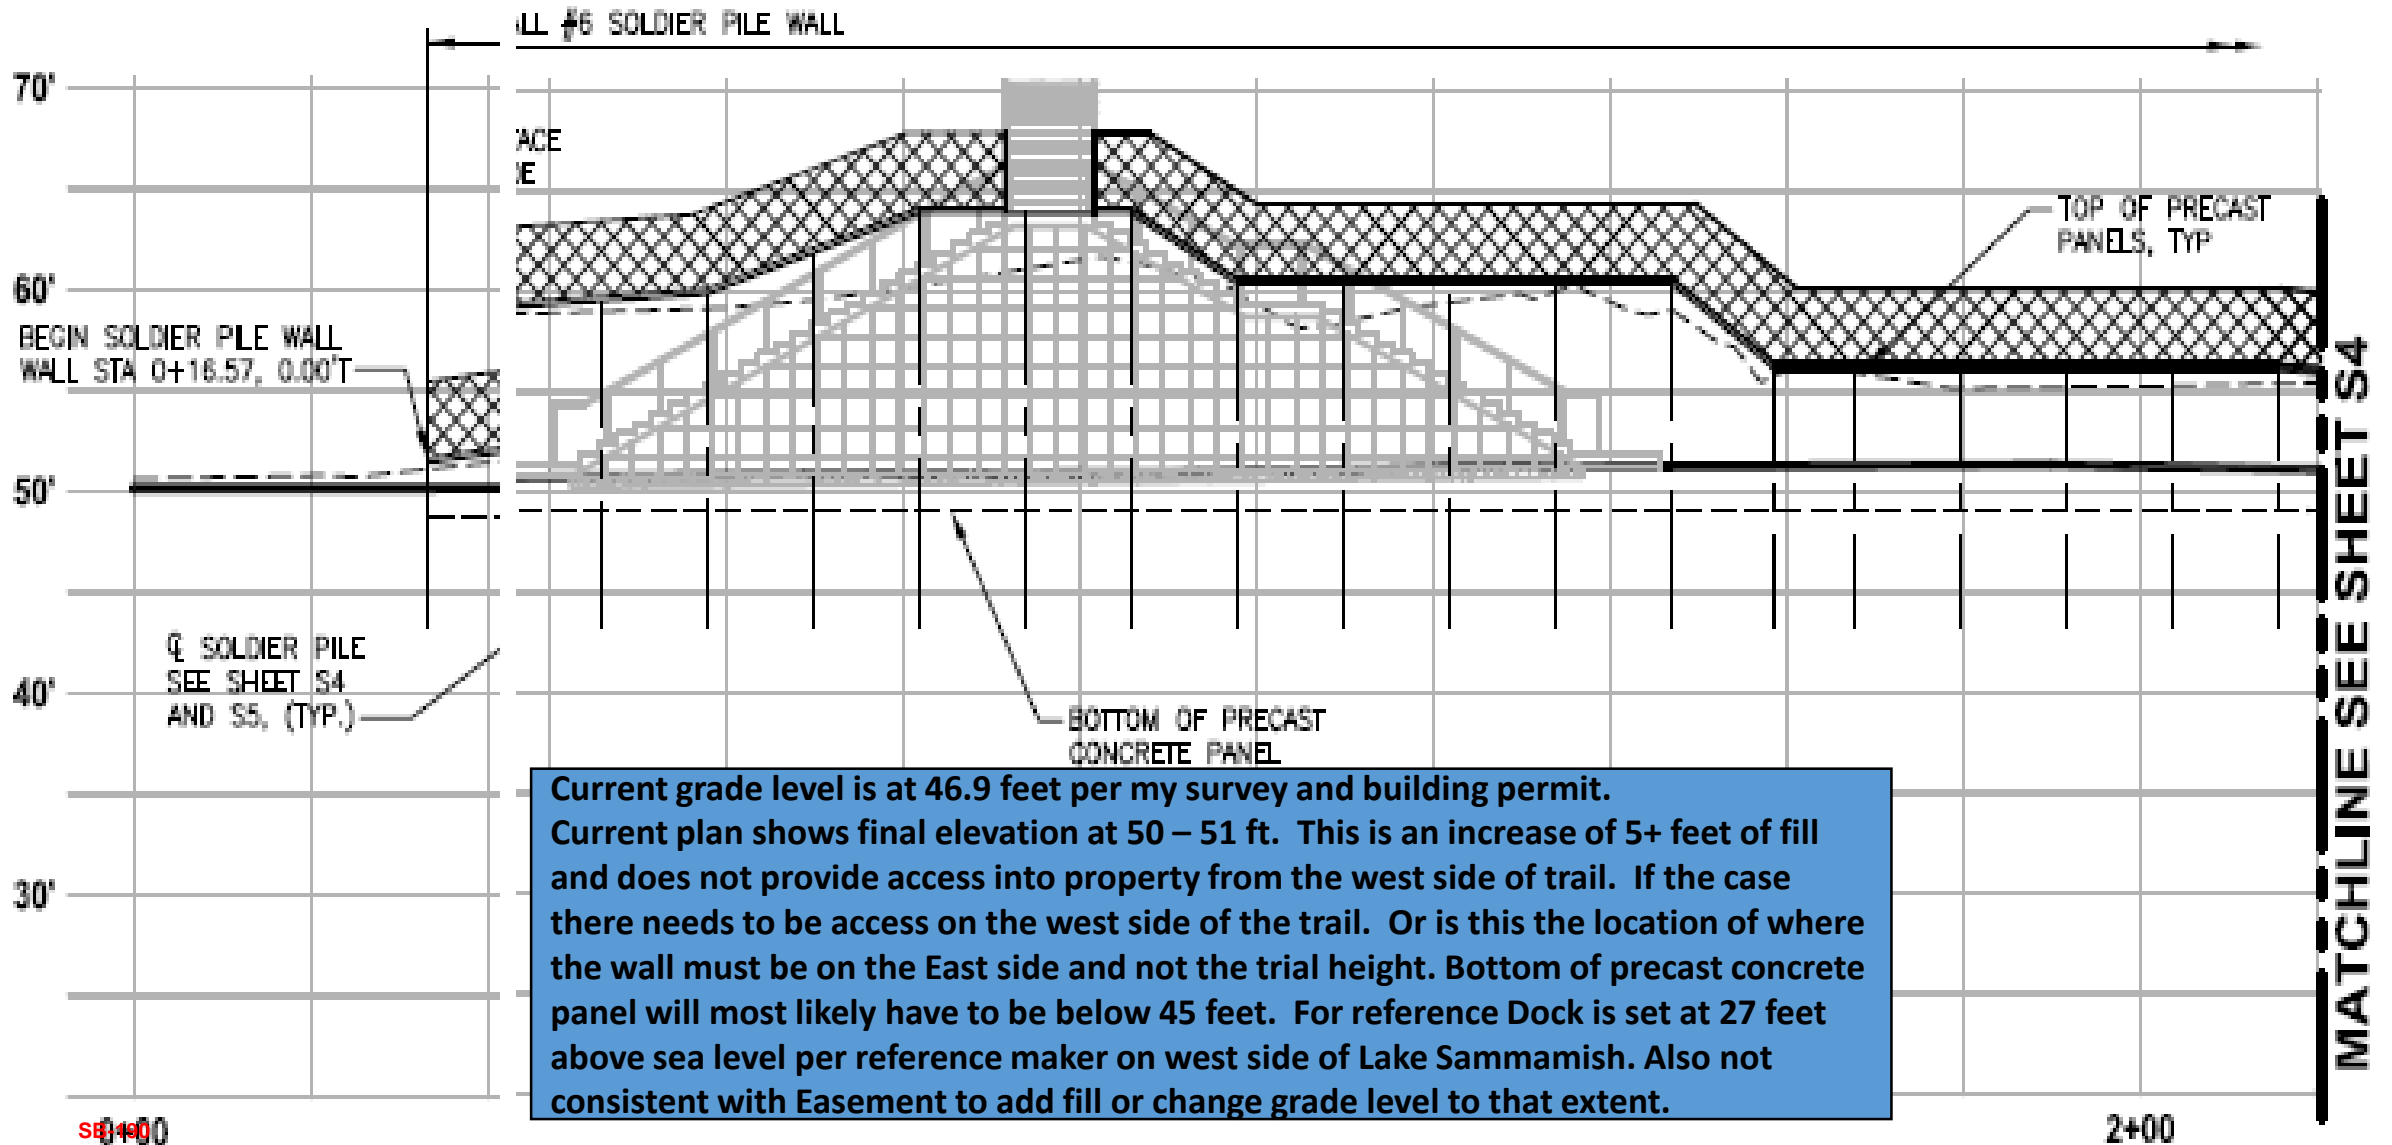 ALL #6 SOLDIER PILE WALL
70'
ACE
TOP OF PRECAST
PANELS, TYP
60'
BEGIN SOLDIER PILE WALL
WALL STA 0+16.57, 0.00'T
50'
MATCHLINE SEE SHEET S4
℄ SOLDIER PILE
SEE SHEET S4
AND S5, (TYP.)
40'
BOTTOM OF PRECAST
CONCRETE PANEL
Current grade level is at 46.9 feet per my survey and building permit.
Current plan shows final elevation at 50 – 51 ft.  This is an increase of 5+ feet of fill
and does not provide access into property from the west side of trail.  If the case
there needs to be access on the west side of the trail.  Or is this the location of where
the wall must be on the East side and not the trial height. Bottom of precast concrete
panel will most likely have to be below 45 feet.  For reference Dock is set at 27 feet
above sea level per reference maker on west side of Lake Sammamish. Also not
consistent with Easement to add fill or change grade level to that extent.
30'
0+00
2+00